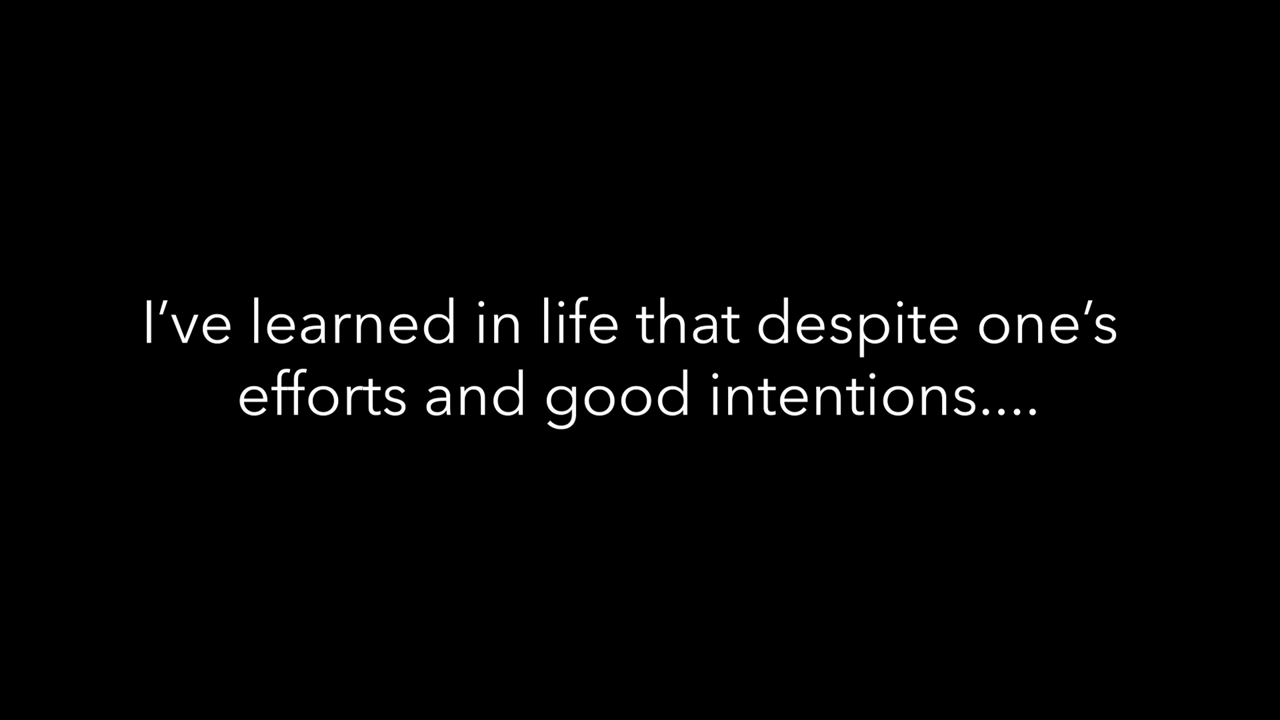 I’ve learned in life that despite one’s
efforts and good intentions....